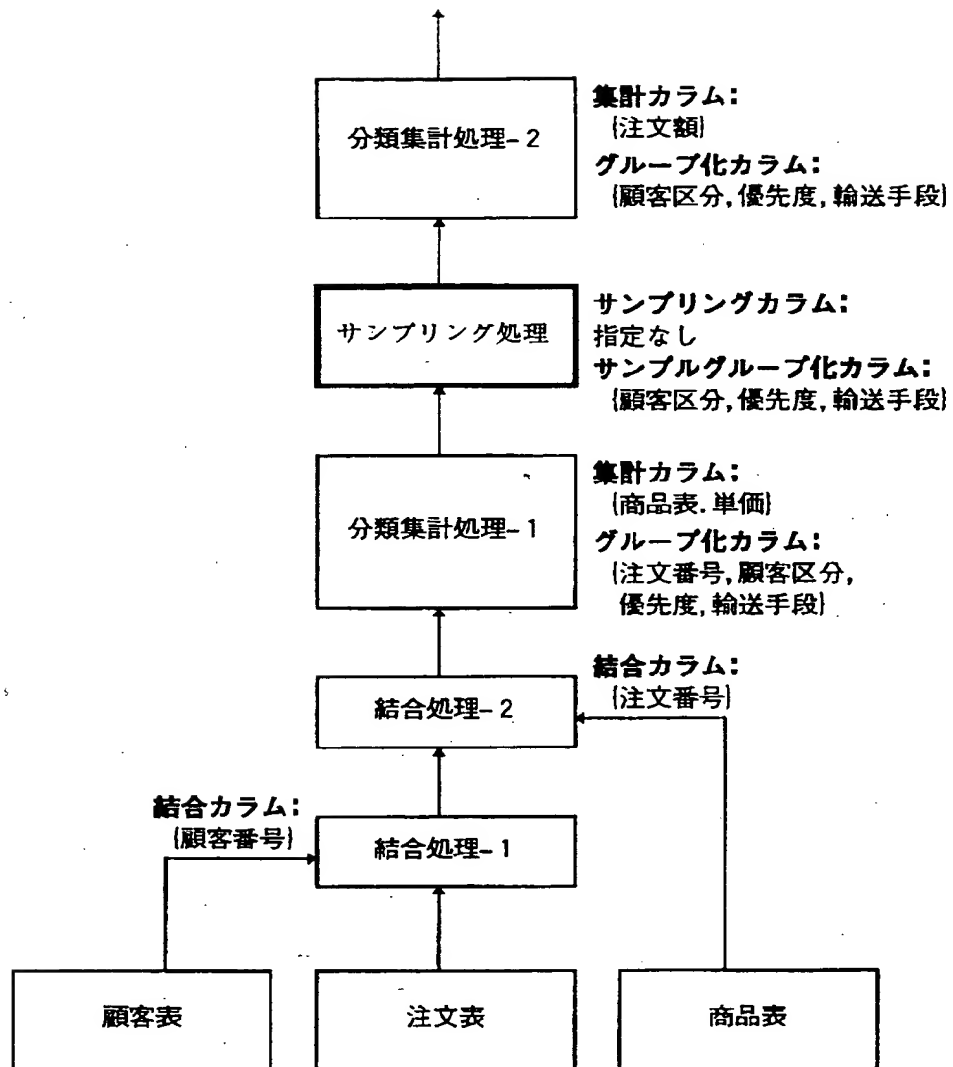 分類集計処理-2
集計カラム:
{注文額}
グループ化カラム:
{顧客区分,優先度,輸送手段}
サンプリング処理
サンプリングカラム:
指定なし
サンプルグループ化カラム:
{顧客区分,優先度,輸送手段}
分類集計処理-1
集計カラム:
{商品表.単価}
グループ化カラム:
{注文番号,顧客区分,
優先度,輸送手段}
結合処理-2
結合カラム:
{注文番号}
結合カラム:
{顧客番号}
結合処理-1
顧客表
注文表
商品表